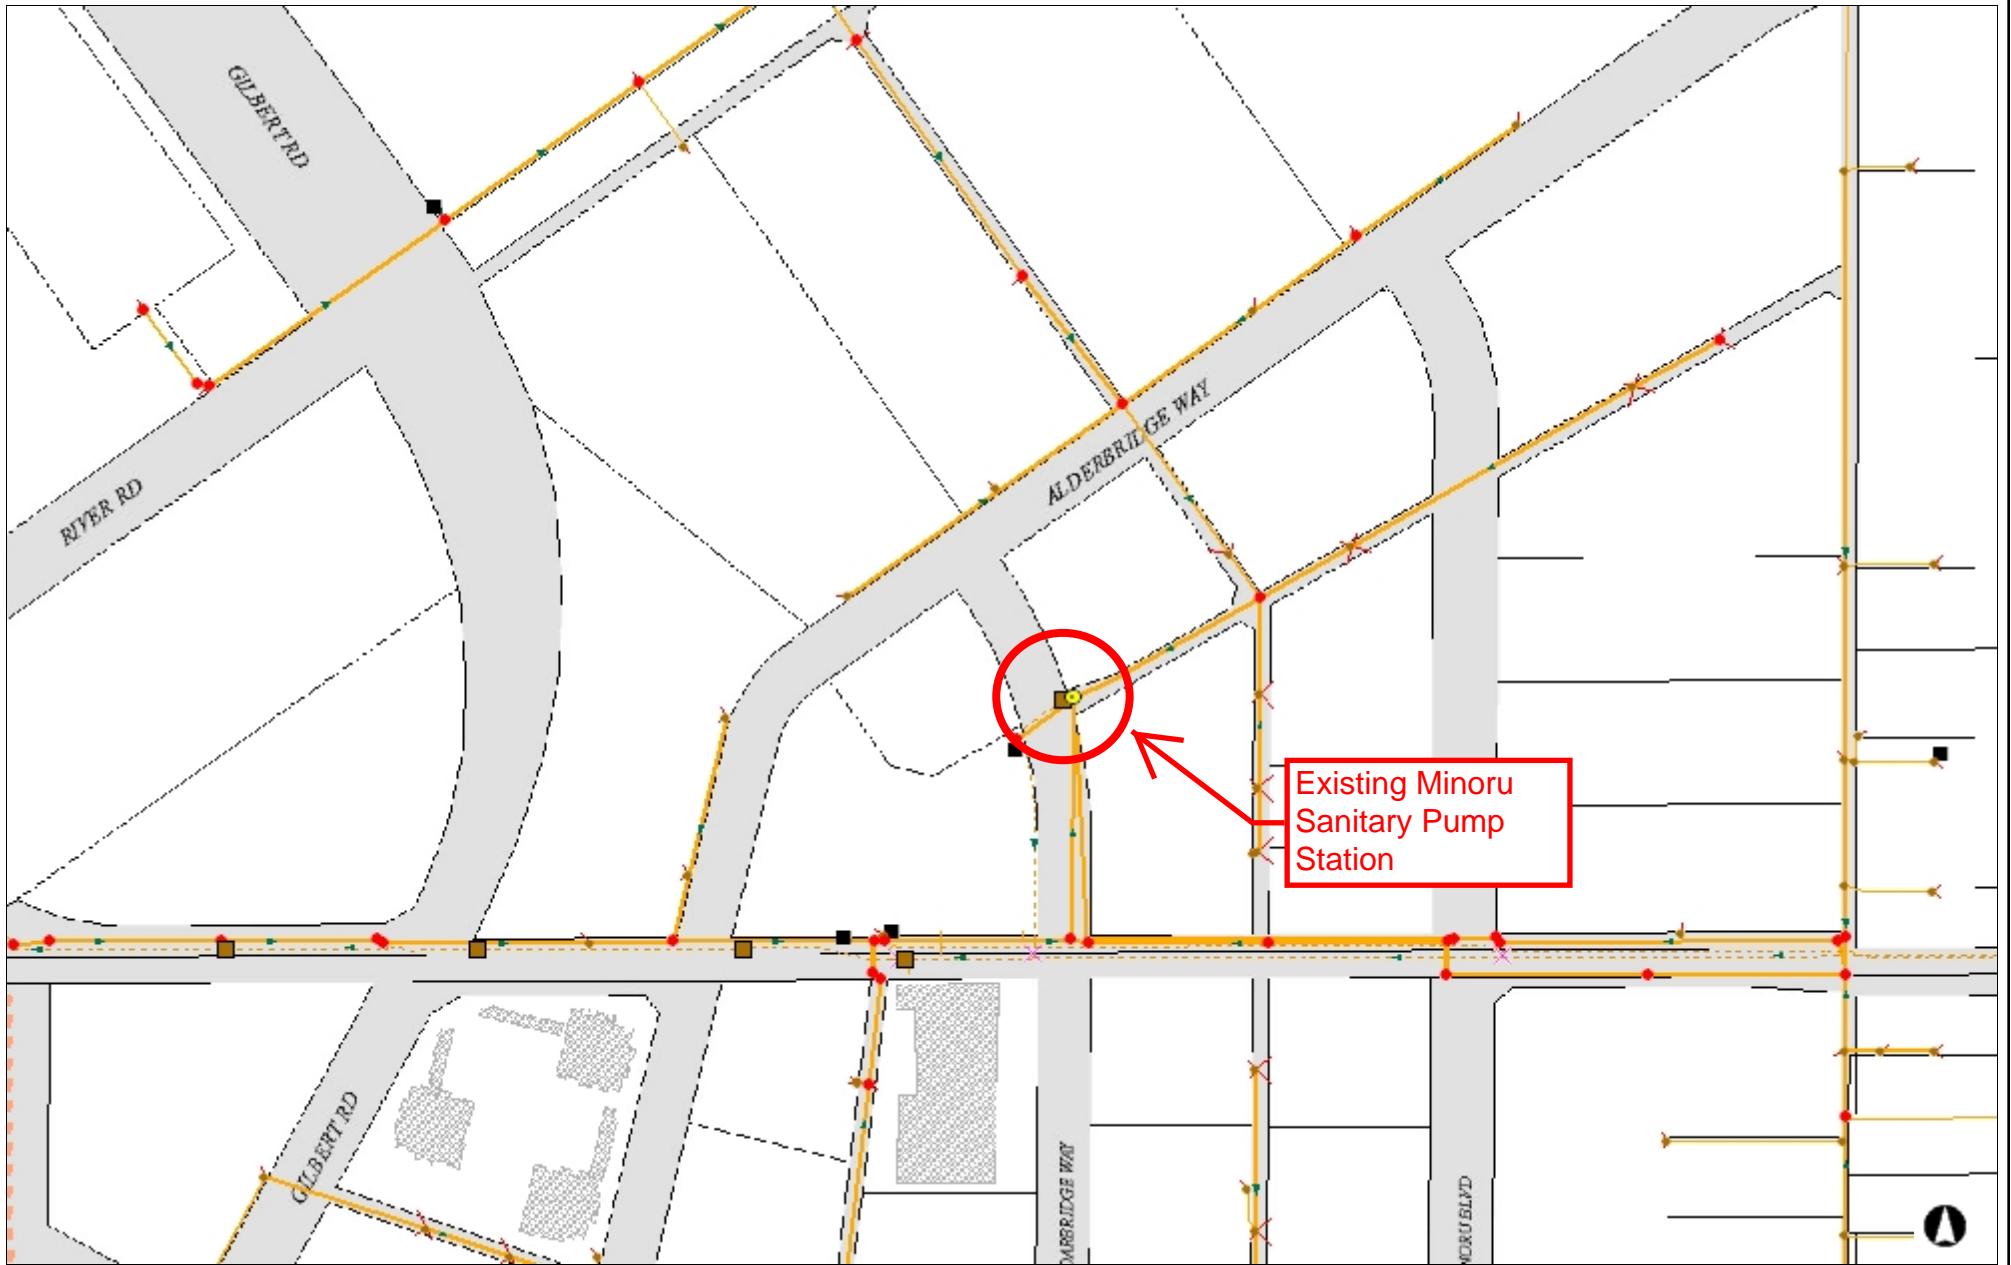 GILBERT RD
RIVER RD
ALDERBRIDGE WAY
Existing Minoru
Sanitary Pump
Station
GILBERT RD